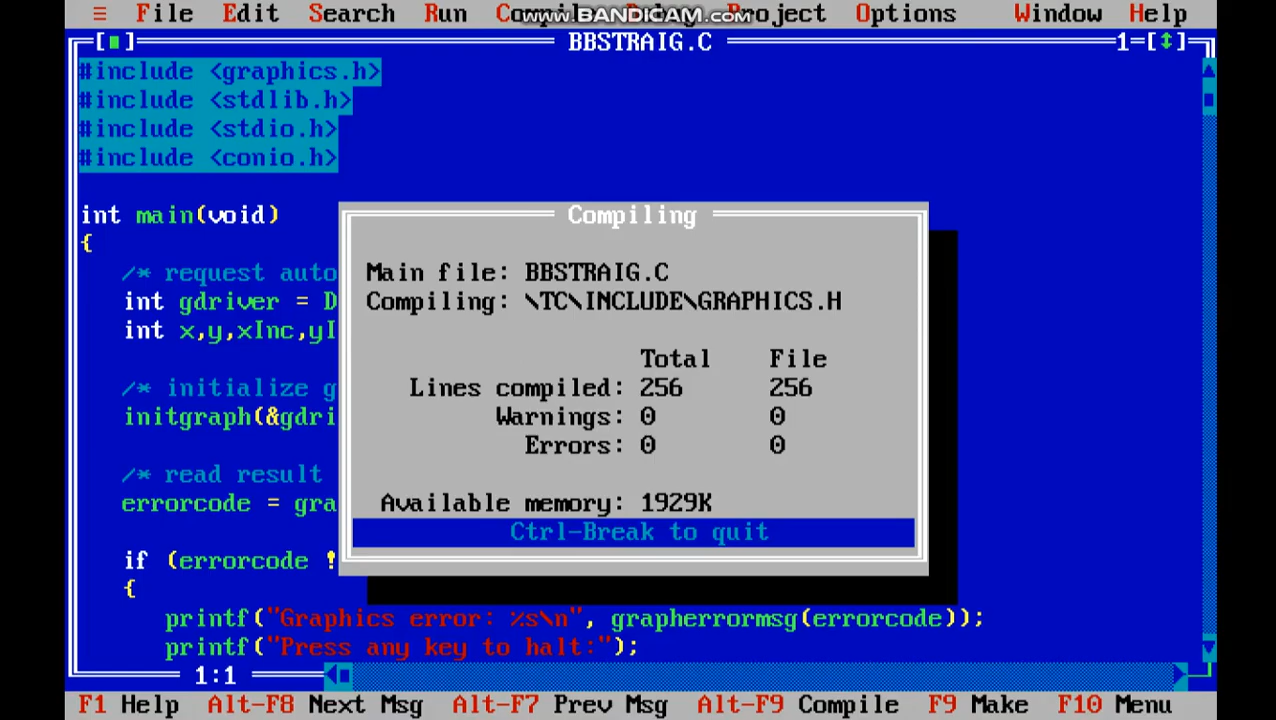 ≡ File Edit Search Run Compile Debug Project Options Window Help
www.BANDICAM.com
[■] BBSTRAIG.C 1=[↕]
#include <graphics.h>
#include <stdlib.h>
#include <stdio.h>
#include <conio.h>
int main(void)
{
/* request auto
int gdriver = D
int x,y,xInc,yI
/* initialize g
initgraph(&gdri
/* read result
errorcode = gra
if (errorcode !
{
printf("Graphics error: %s\n", grapherrormsg(errorcode));
printf("Press any key to halt:");
1:1
Compiling
Main file: BBSTRAIG.C
Compiling: \TC\INCLUDE\GRAPHICS.H
Total File
Lines compiled: 256 256
Warnings: 0 0
Errors: 0 0
Available memory: 1929K
Ctrl-Break to quit
F1 Help Alt-F8 Next Msg Alt-F7 Prev Msg Alt-F9 Compile F9 Make F10 Menu